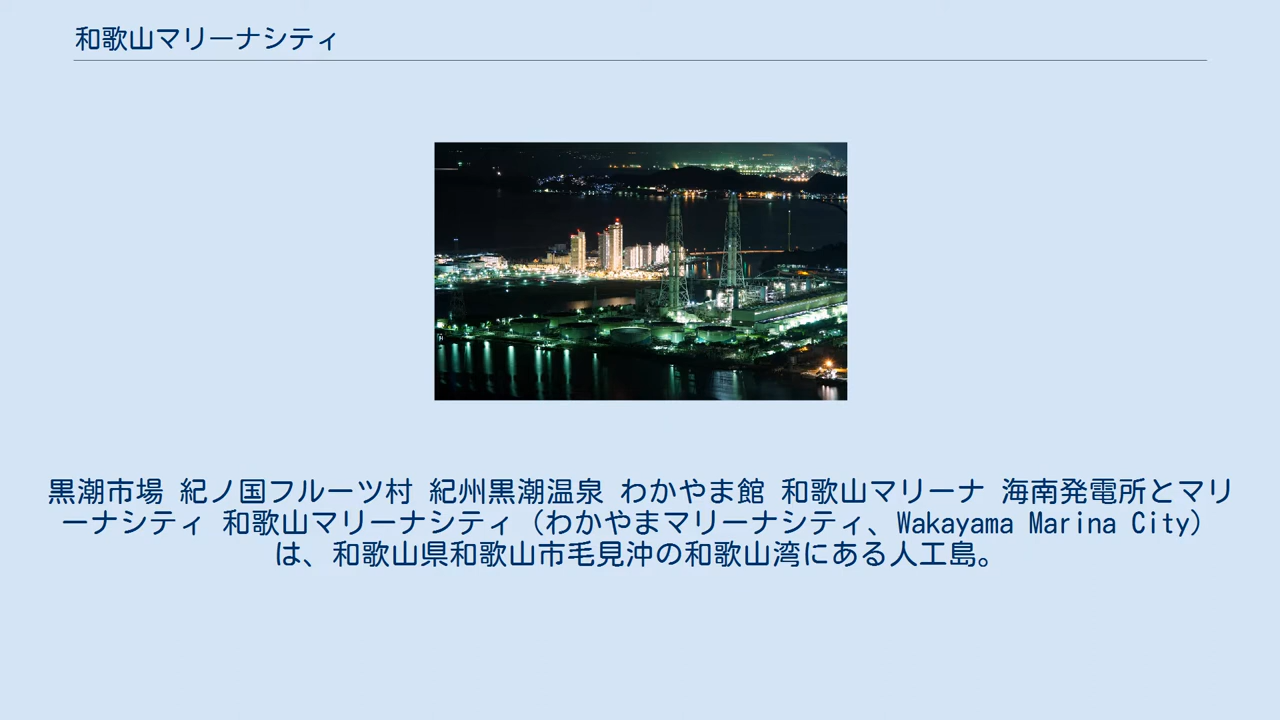 和歌山マリーナシティ
黒潮市場 紀ノ国フルーツ村 紀州黒潮温泉 わかやま館 和歌山マリーナ 海南発電所とマリ
ーナシティ 和歌山マリーナシティ（わかやまマリーナシティ、Wakayama Marina City）
は、和歌山県和歌山市毛見沖の和歌山湾にある人工島。